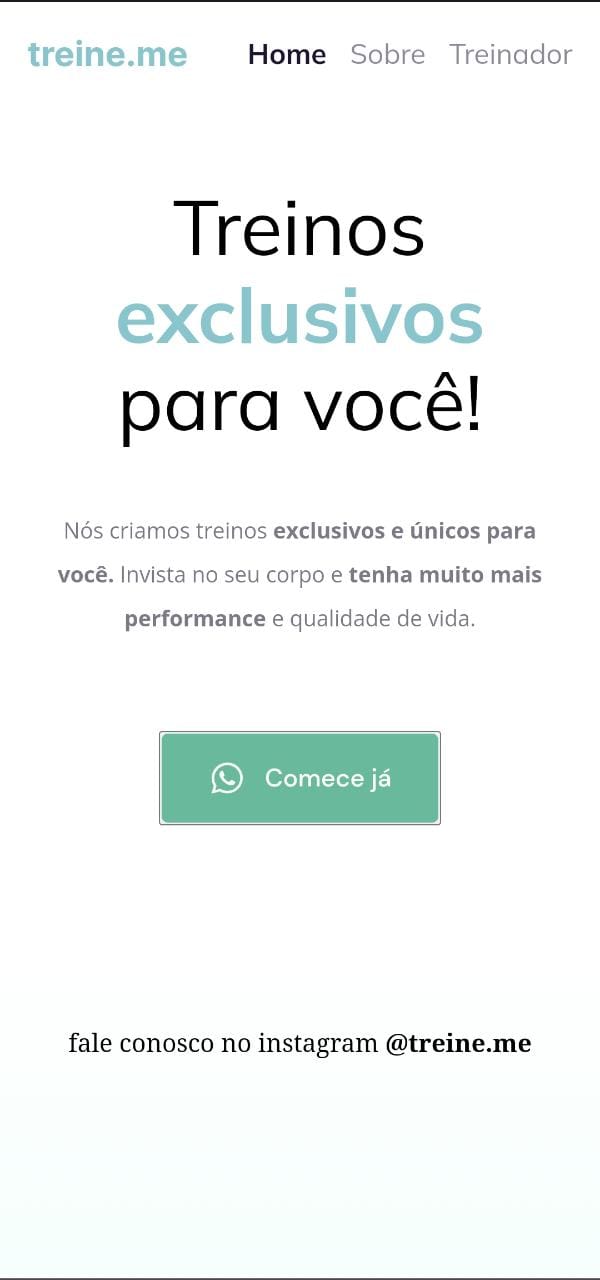 treine.me Home Sobre Treinador
Treinos
exclusivos
para você!
Nós criamos treinos exclusivos e únicos para
você. Invista no seu corpo e tenha muito mais
performance e qualidade de vida.
Comece já
fale conosco no instagram @treine.me